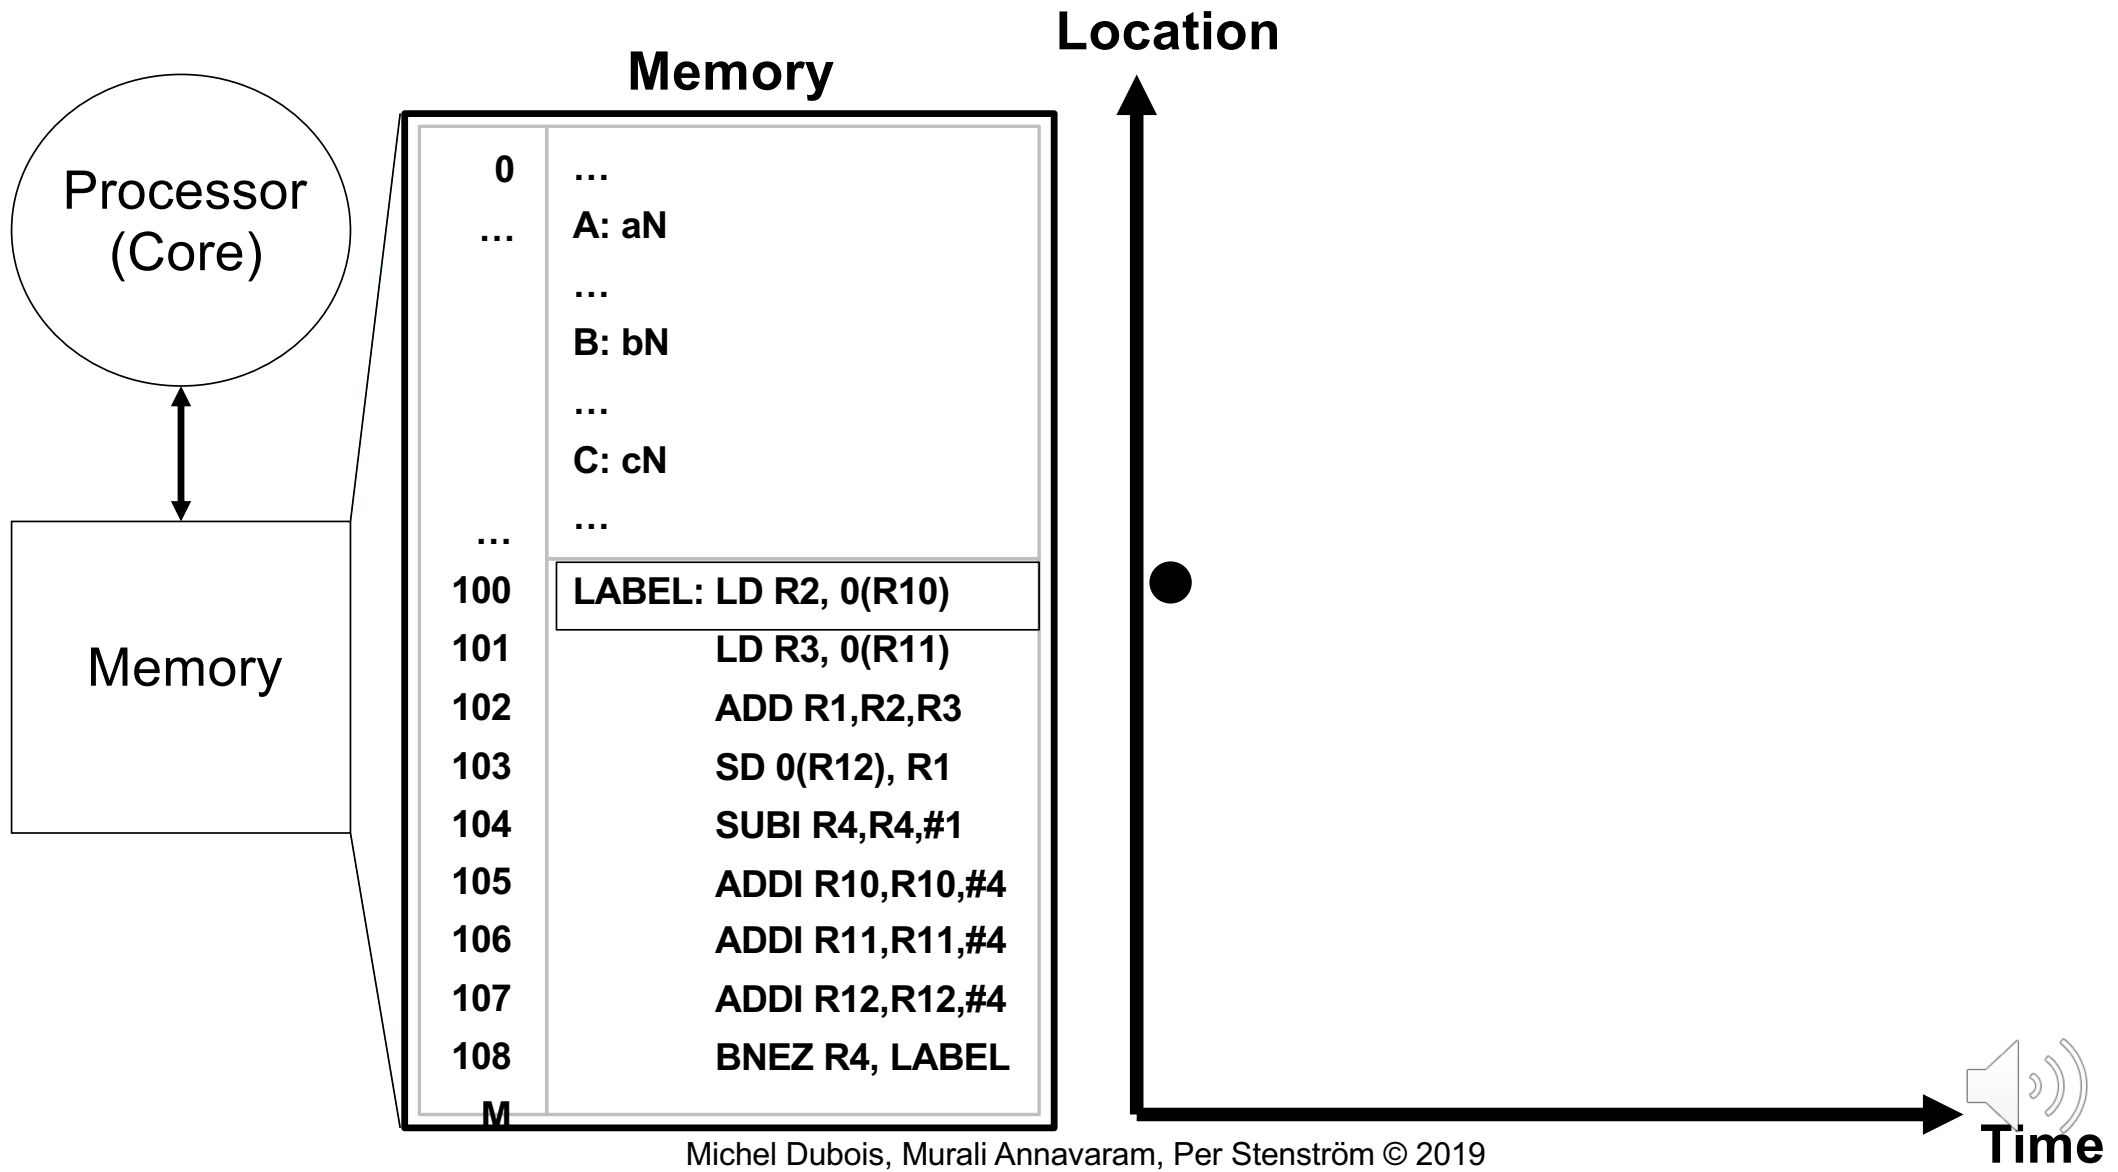 Location
Memory
Processor
(Core)
0 …
… A: aN
…
B: bN
…
C: cN
…
…
100 LABEL: LD R2, 0(R10)
101 LD R3, 0(R11)
102 ADD R1,R2,R3
103 SD 0(R12), R1
104 SUBI R4,R4,#1
105 ADDI R10,R10,#4
106 ADDI R11,R11,#4
107 ADDI R12,R12,#4
108 BNEZ R4, LABEL
M
Memory
Time
Michel Dubois, Murali Annavaram, Per Stenström © 2019